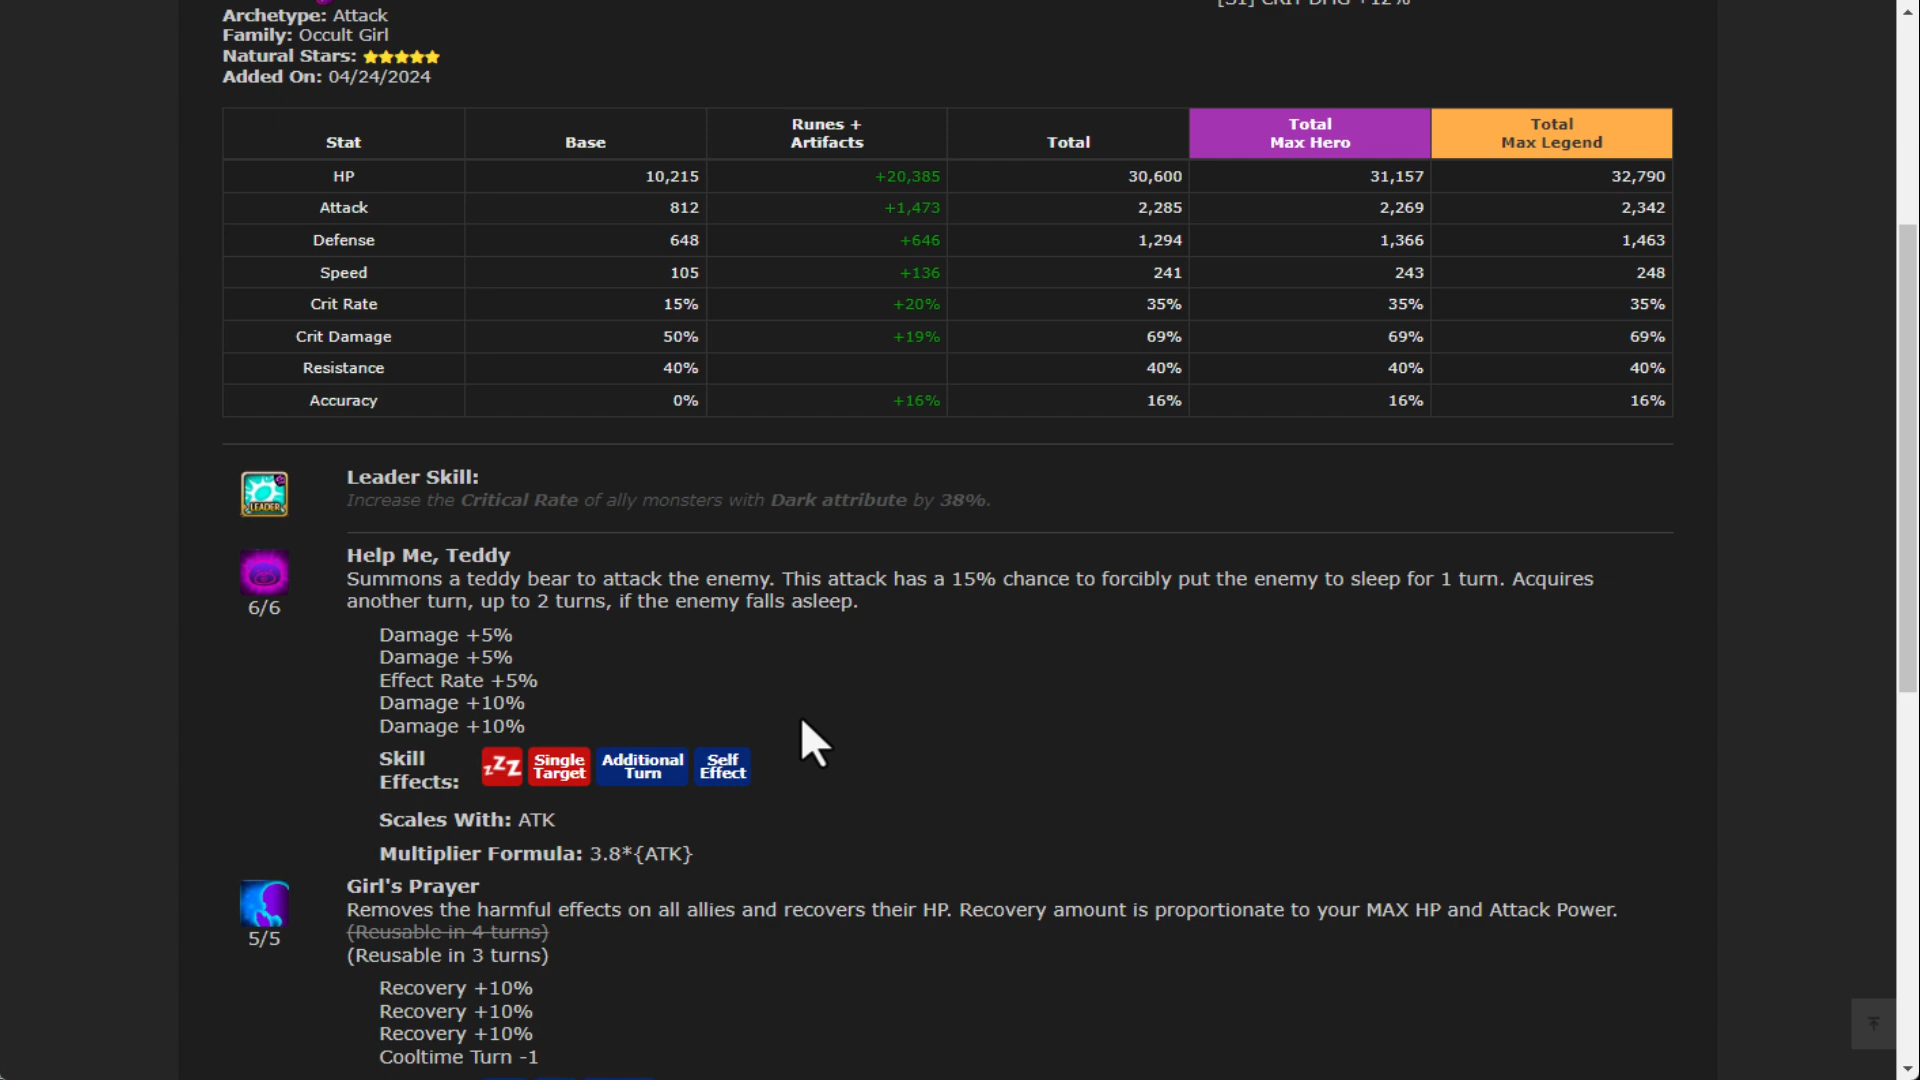 [S1] CRIT DMG +12%
Archetype: Attack
Family: Occult Girl
Natural Stars:
Added On: 04/24/2024
Stat Base Runes + Artifacts Total Total Max Hero Total Max Legend
HP 10,215 +20,385 30,600 31,157 32,790
Attack 812 +1,473 2,285 2,269 2,342
Defense 648 +646 1,294 1,366 1,463
Speed 105 +136 241 243 248
Crit Rate 15% +20% 35% 35% 35%
Crit Damage 50% +19% 69% 69% 69%
Resistance 40% 40% 40% 40%
Accuracy 0% +16% 16% 16% 16%
LEADER
Leader Skill:
Increase the Critical Rate of ally monsters with Dark attribute by 38%.
Help Me, Teddy
Summons a teddy bear to attack the enemy. This attack has a 15% chance to forcibly put the enemy to sleep for 1 turn. Acquires
another turn, up to 2 turns, if the enemy falls asleep.
6/6
Damage +5%
Damage +5%
Effect Rate +5%
Damage +10%
Damage +10%
Skill Effects: zZZ Single Target Additional Turn Self Effect
Scales With: ATK
Multiplier Formula: 3.8*{ATK}
Girl's Prayer
Removes the harmful effects on all allies and recovers their HP. Recovery amount is proportionate to your MAX HP and Attack Power.
(Reusable in 4 turns)
5/5
(Reusable in 3 turns)
Recovery +10%
Recovery +10%
Recovery +10%
Cooltime Turn -1